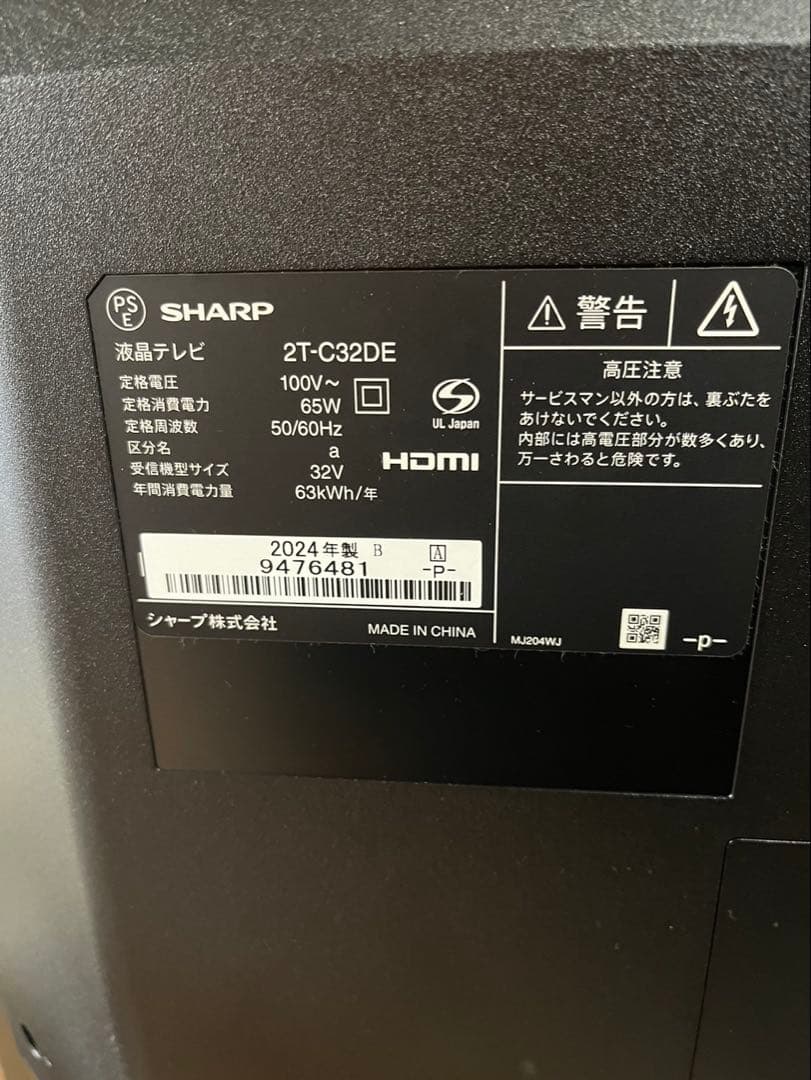 PS
E
SHARP
液晶テレビ 2T-C32DE
定格電圧 100V～
定格消費電力 65W
定格周波数 50/60Hz
区分名 a
受信機型サイズ 32V
年間消費電力量 63kWh/年
S
UL Japan
HDMI
2024年製 B A
9476481 -P-
シャープ株式会社 MADE IN CHINA
警告
高圧注意
サービスマン以外の方は、裏ぶたを
あけないでください。
内部には高電圧部分が数多くあり、
万一さわると危険です。
MJ204WJ -p-